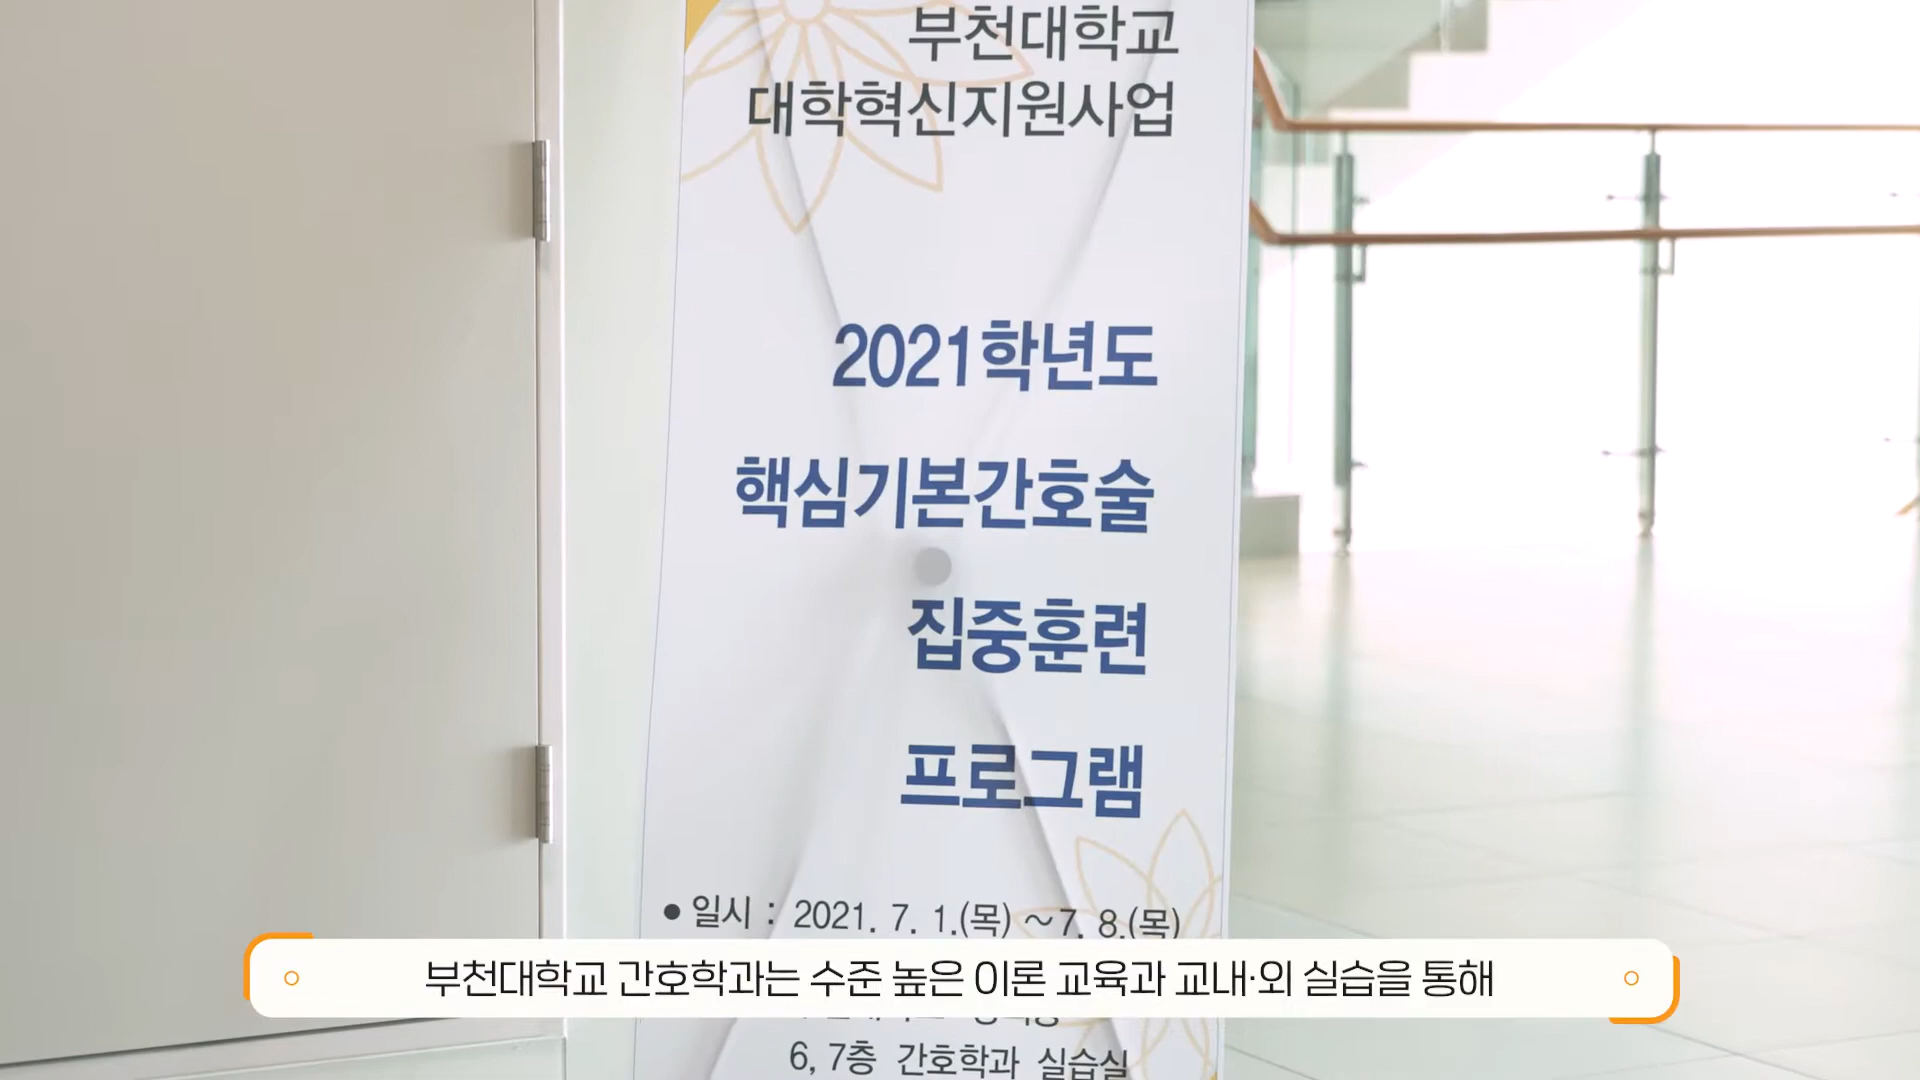 부천대학교
대학혁신지원사업
2021학년도
핵심기본간호술
집중훈련
프로그램
● 일시 : 2021. 7. 1.(목) ~7. 8.(목)
부천대학교 간호학과는 수준 높은 이론 교육과 교내·외 실습을 통해
6, 7층 간호학과 실습실